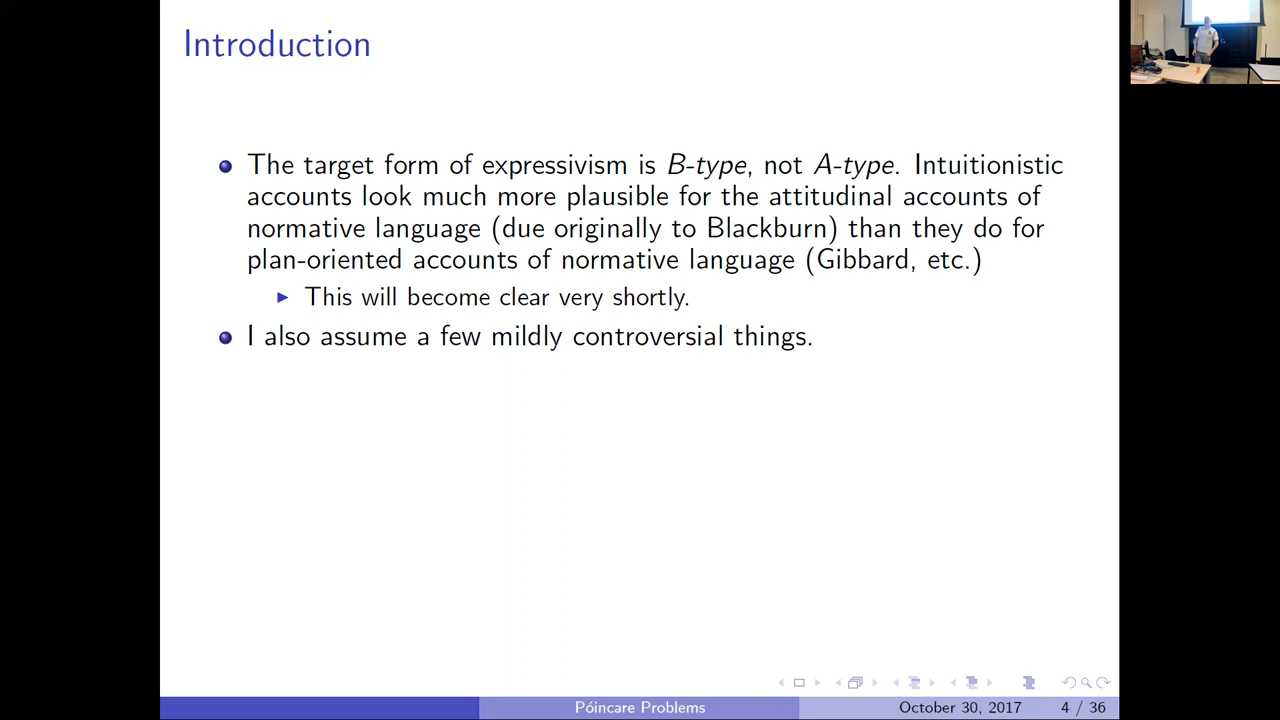 Introduction
The target form of expressivism is B-type, not A-type. Intuitionistic
accounts look much more plausible for the attitudinal accounts of
normative language (due originally to Blackburn) than they do for
plan-oriented accounts of normative language (Gibbard, etc.)
This will become clear very shortly.
I also assume a few mildly controversial things.
Póincare Problems
October 30, 2017
4 / 36